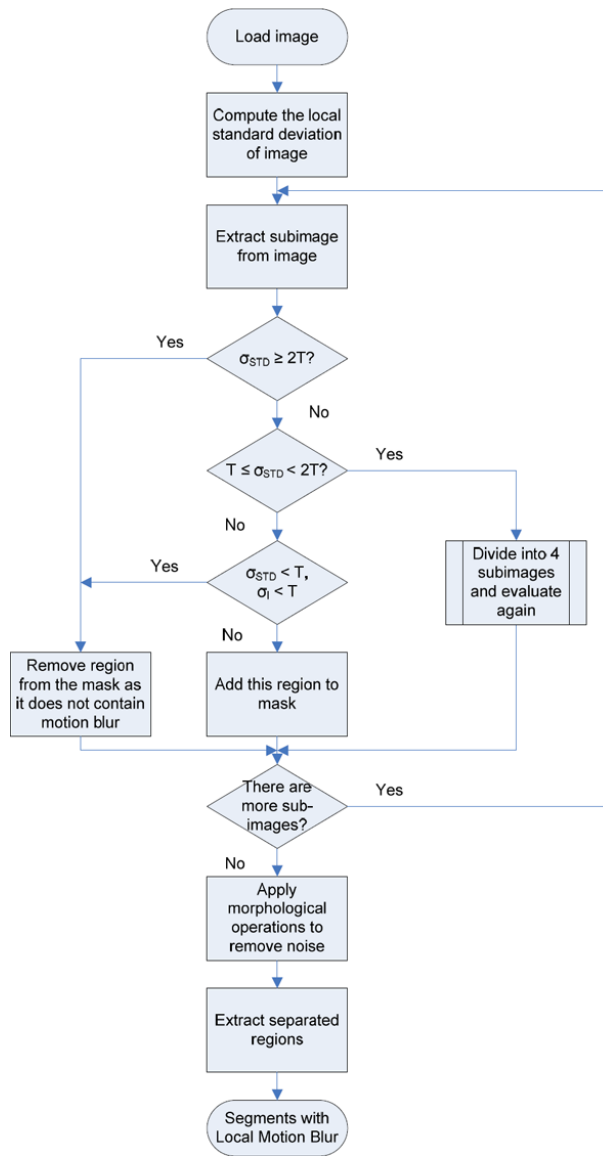 Load image
Compute the local
standard deviation
of image
Extract subimage
from image
Yes
σSTD ≥ 2T?
No
T ≤ σSTD < 2T?
Yes
No
Yes
σSTD < T,
σI < T
Divide into 4
subimages
and evaluate
again
No
Remove region
from the mask as
it does not contain
motion blur
Add this region to
mask
There are
more sub-
images?
Yes
No
Apply
morphological
operations to
remove noise
Extract separated
regions
Segments with
Local Motion Blur